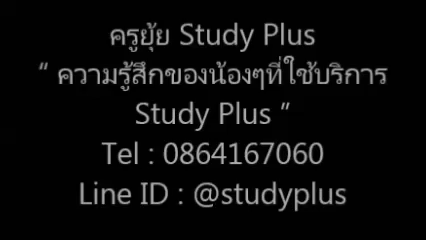 ครูยุ้ย Study Plus
“ ความรู้สึกของน้องๆที่ใช้บริการ
Study Plus ”
Tel : 0864167060
Line ID : @studyplus